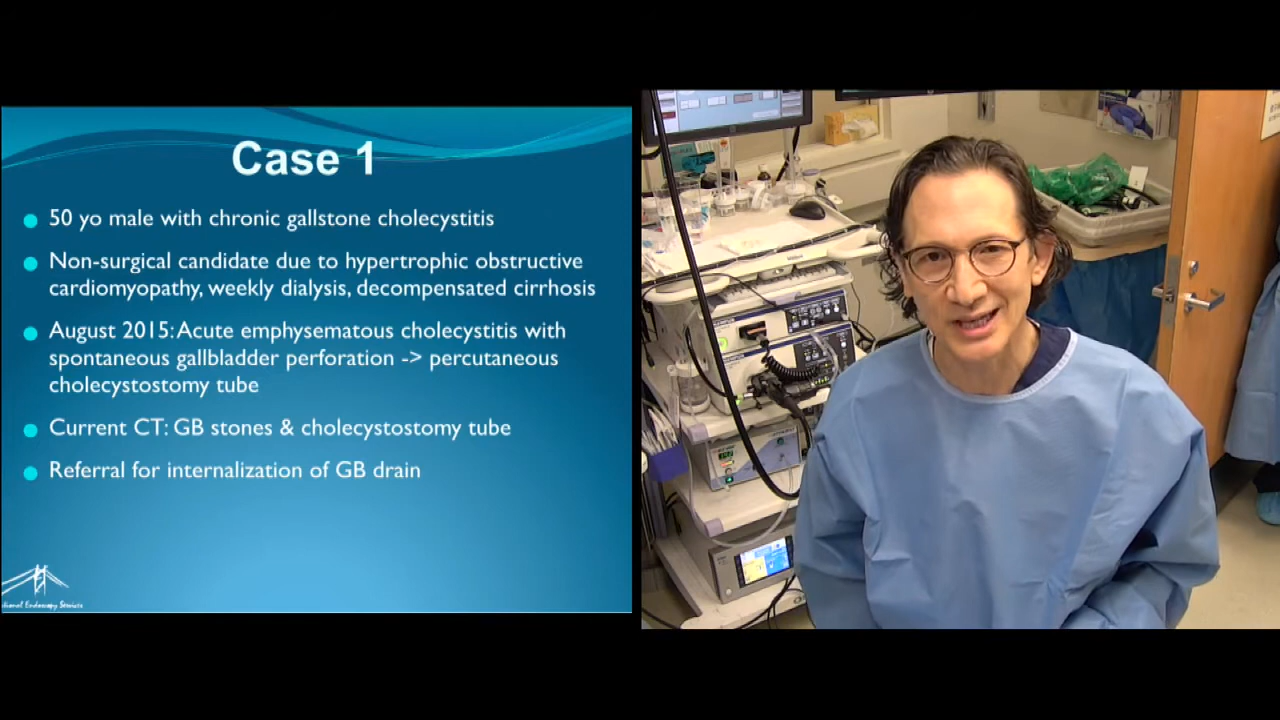 Case 1
50 yo male with chronic gallstone cholecystitis
Non-surgical candidate due to hypertrophic obstructive
cardiomyopathy, weekly dialysis, decompensated cirrhosis
August 2015: Acute emphysematous cholecystitis with
spontaneous gallbladder perforation -> percutaneous
cholecystostomy tube
Current CT: GB stones & cholecystostomy tube
Referral for internalization of GB drain
Endoscopy Services